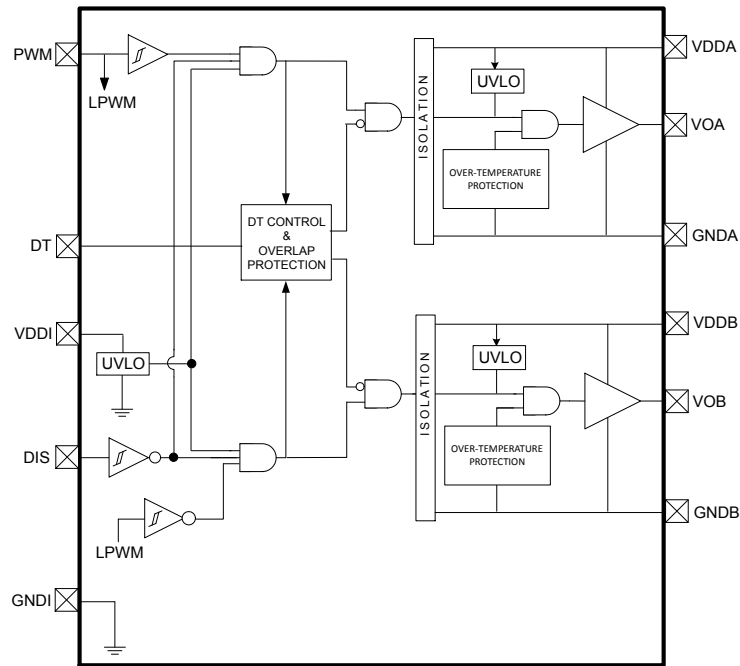 PWM
LPWM
DT
VDDI
UVLO
DIS
LPWM
GNDI
DT CONTROL
&
OVERLAP
PROTECTION
ISOLATION
UVLO
OVER-TEMPERATURE
PROTECTION
VDDA
VOA
GNDA
ISOLATION
UVLO
OVER-TEMPERATURE
PROTECTION
VDDB
VOB
GNDB